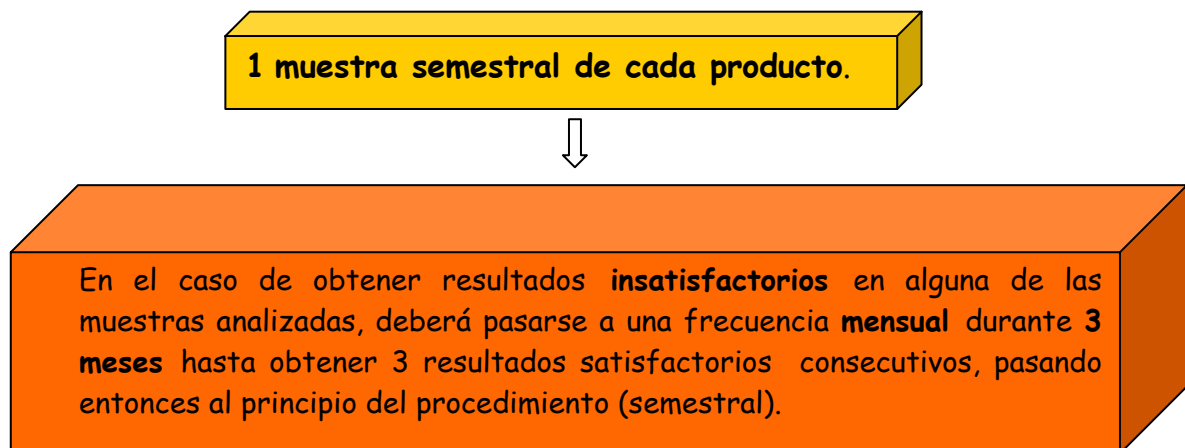 1 muestra semestral de cada producto.
En el caso de obtener resultados insatisfactorios en alguna de las
muestras analizadas, deberá pasarse a una frecuencia mensual durante 3
meses hasta obtener 3 resultados satisfactorios consecutivos, pasando
entonces al principio del procedimiento (semestral).